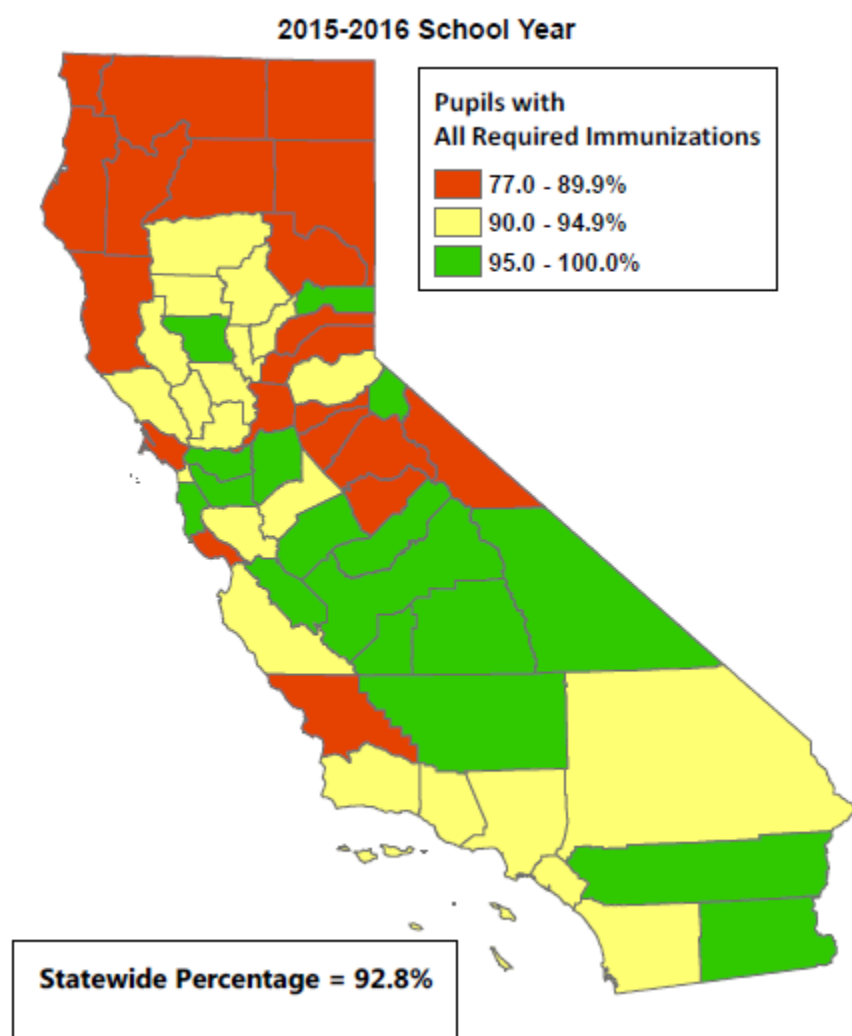 2015-2016 School Year
Pupils with
All Required Immunizations
77.0 - 89.9%
90.0 - 94.9%
95.0 - 100.0%
Statewide Percentage = 92.8%